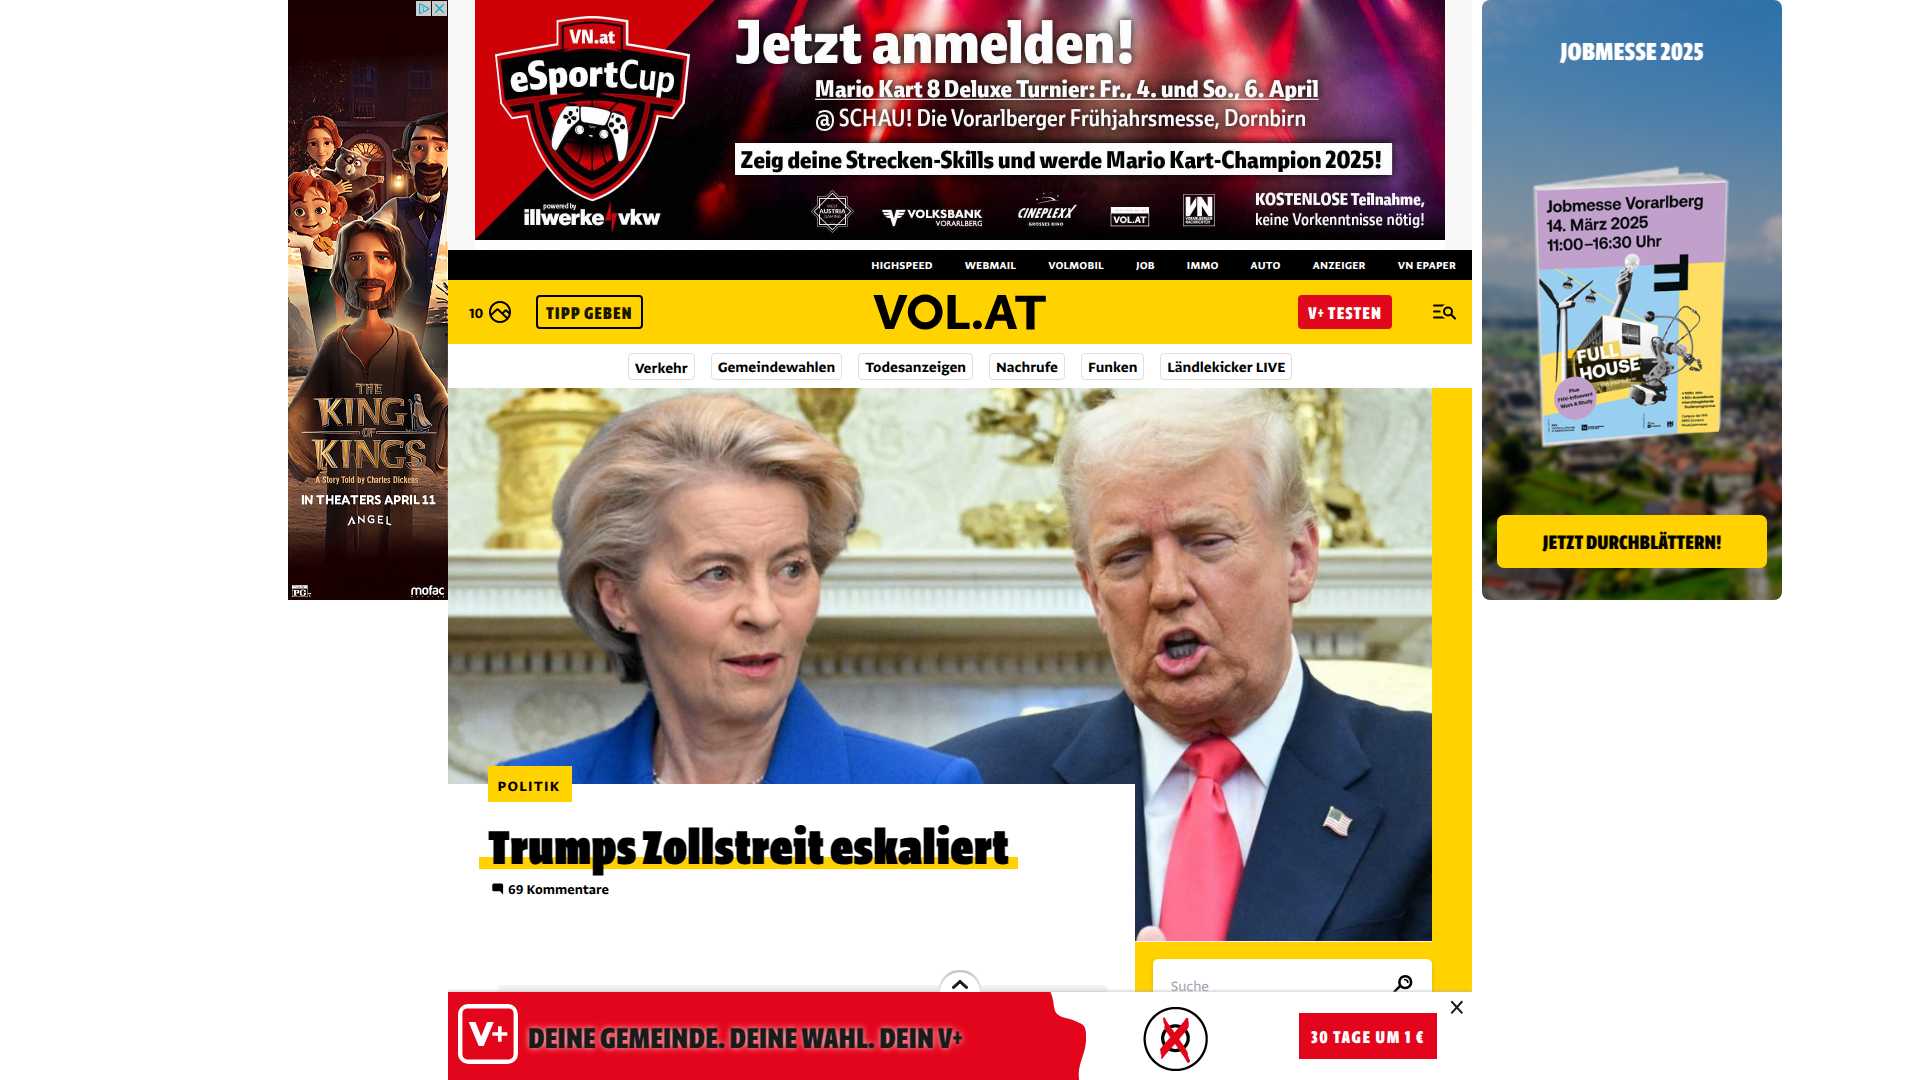 THE
KING
OF
KINGS
A Story Told by Charles Dickens
IN THEATERS APRIL 11
ANGEL
PG
mofac
VN.at
eSportCup
powered by
illwerke vkw
Jetzt anmelden!
Mario Kart 8 Deluxe Turnier: Fr., 4. und So., 6. April
@ SCHAU! Die Vorarlberger Frühjahrsmesse, Dornbirn
Zeig deine Strecken-Skills und werde Mario Kart-Champion 2025!
AUSTRIA
VOLKSBANK
VORARLBERG
CINEPLEXX
VOL.AT
VN
KOSTENLOSE Teilnahme,
keine Vorkenntnisse nötig!
JOBMESSE 2025
Jobmesse Vorarlberg
14. März 2025
11:00–16:30 Uhr
FULL
HOUSE
JETZT DURCHBLÄTTERN!
HIGHSPEED WEBMAIL VOLMOBIL JOB IMMO AUTO ANZEIGER VN EPAPER
10 TIPP GEBEN VOL.AT V+ TESTEN
Verkehr Gemeindewahlen Todesanzeigen Nachrufe Funken Ländlekicker LIVE
POLITIK
Trumps Zollstreit eskaliert
69 Kommentare
Suche
V+ DEINE GEMEINDE. DEINE WAHL. DEIN V+
30 TAGE UM 1 €